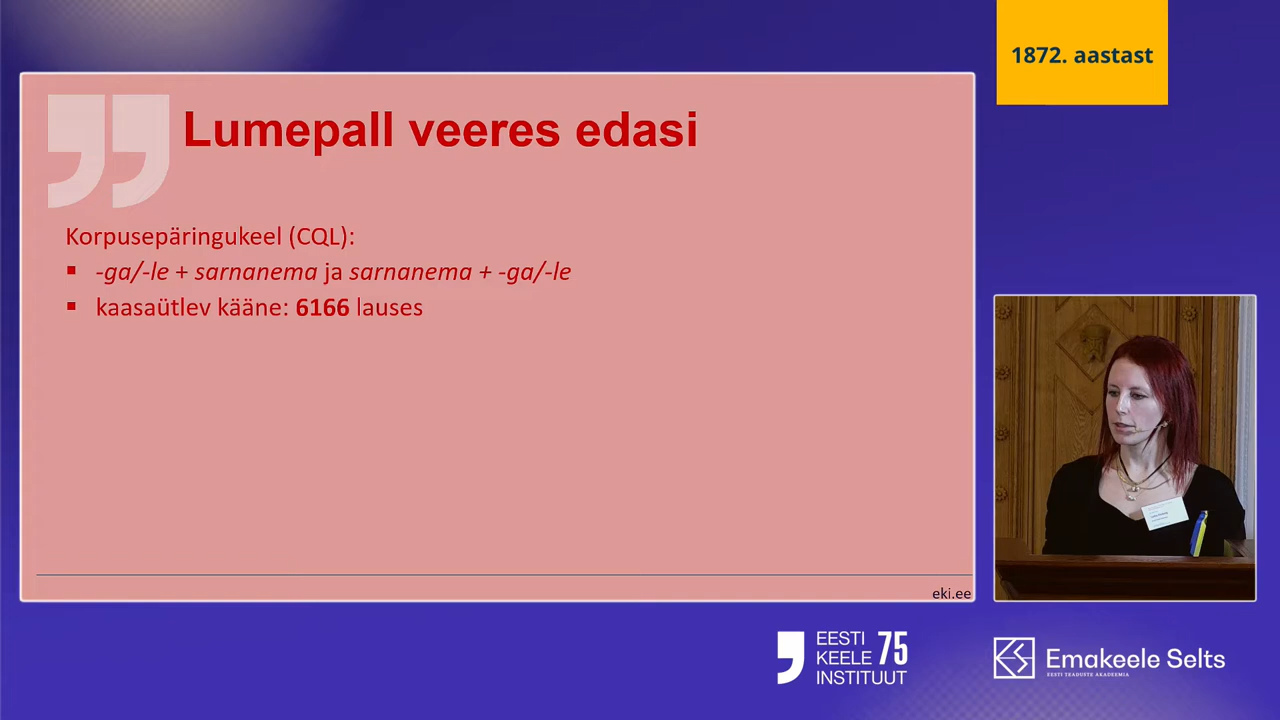 1872. aastast
Lumepall veeres edasi
Korpusepäringukeel (CQL):
▪ -ga/-le + sarnanema ja sarnanema + -ga/-le
▪ kaasaütlev kääne: 6166 lauses
eki.ee
EESTI
KEELE 75
INSTITUUT
Emakeele Selts
EESTI TEADUSTE AKADEEMIA